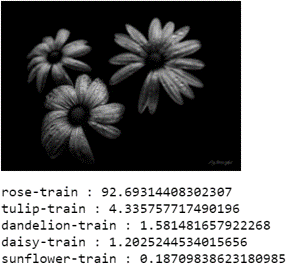 rose-train : 92.69314408302307
tulip-train : 4.335757717490196
dandelion-train : 1.581481657922268
daisy-train : 1.2025244534015656
sunflower-train : 0.18709838623180985